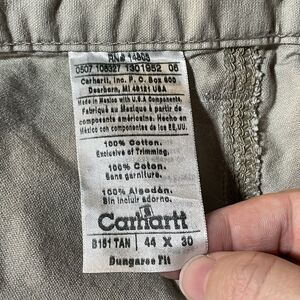 RN# 14806
0507 106327 1301952 06
Carhartt, Inc. P.O. Box 600
Dearborn, MI 48121 USA
Made in Mexico with U.S.A Components.
Fabriqué au Mexique a partir de
composants américains. Hecho en
México con componentes de los EE.UU.
100% Cotton.
Exclusive of Trimming.
100% Coton.
Sans garniture.
100% Algodón.
Sin incluir adorno.
Carhartt
B151 TAN 44 X 30
Dungaree Fit